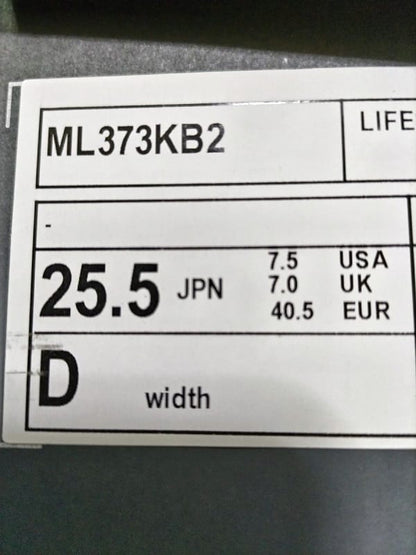 ML373KB2
LIFE
-
25.5 JPN
7.5 USA
7.0 UK
40.5 EUR
D width